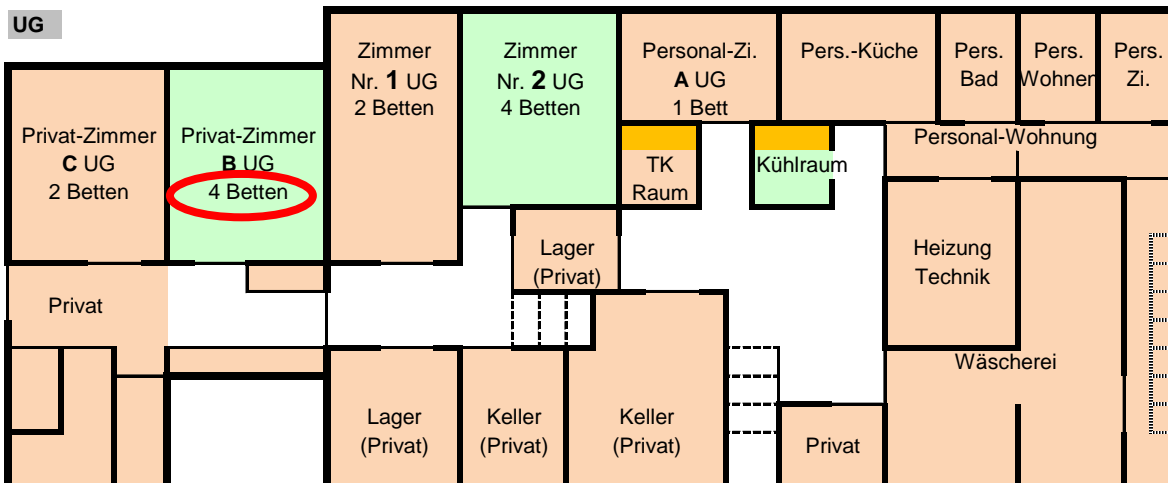 UG
Privat-Zimmer
C UG
2 Betten
Privat-Zimmer
B UG
4 Betten
Zimmer
Nr. 1 UG
2 Betten
Zimmer
Nr. 2 UG
4 Betten
Personal-Zi.
A UG
1 Bett
Pers.-Küche
Pers.
Bad
Pers.
Wohnen
Pers.
Zi.
Personal-Wohnung
TK
Raum
Kühlraum
Lager
(Privat)
Heizung
Technik
Privat
Wäscherei
Lager
(Privat)
Keller
(Privat)
Keller
(Privat)
Privat